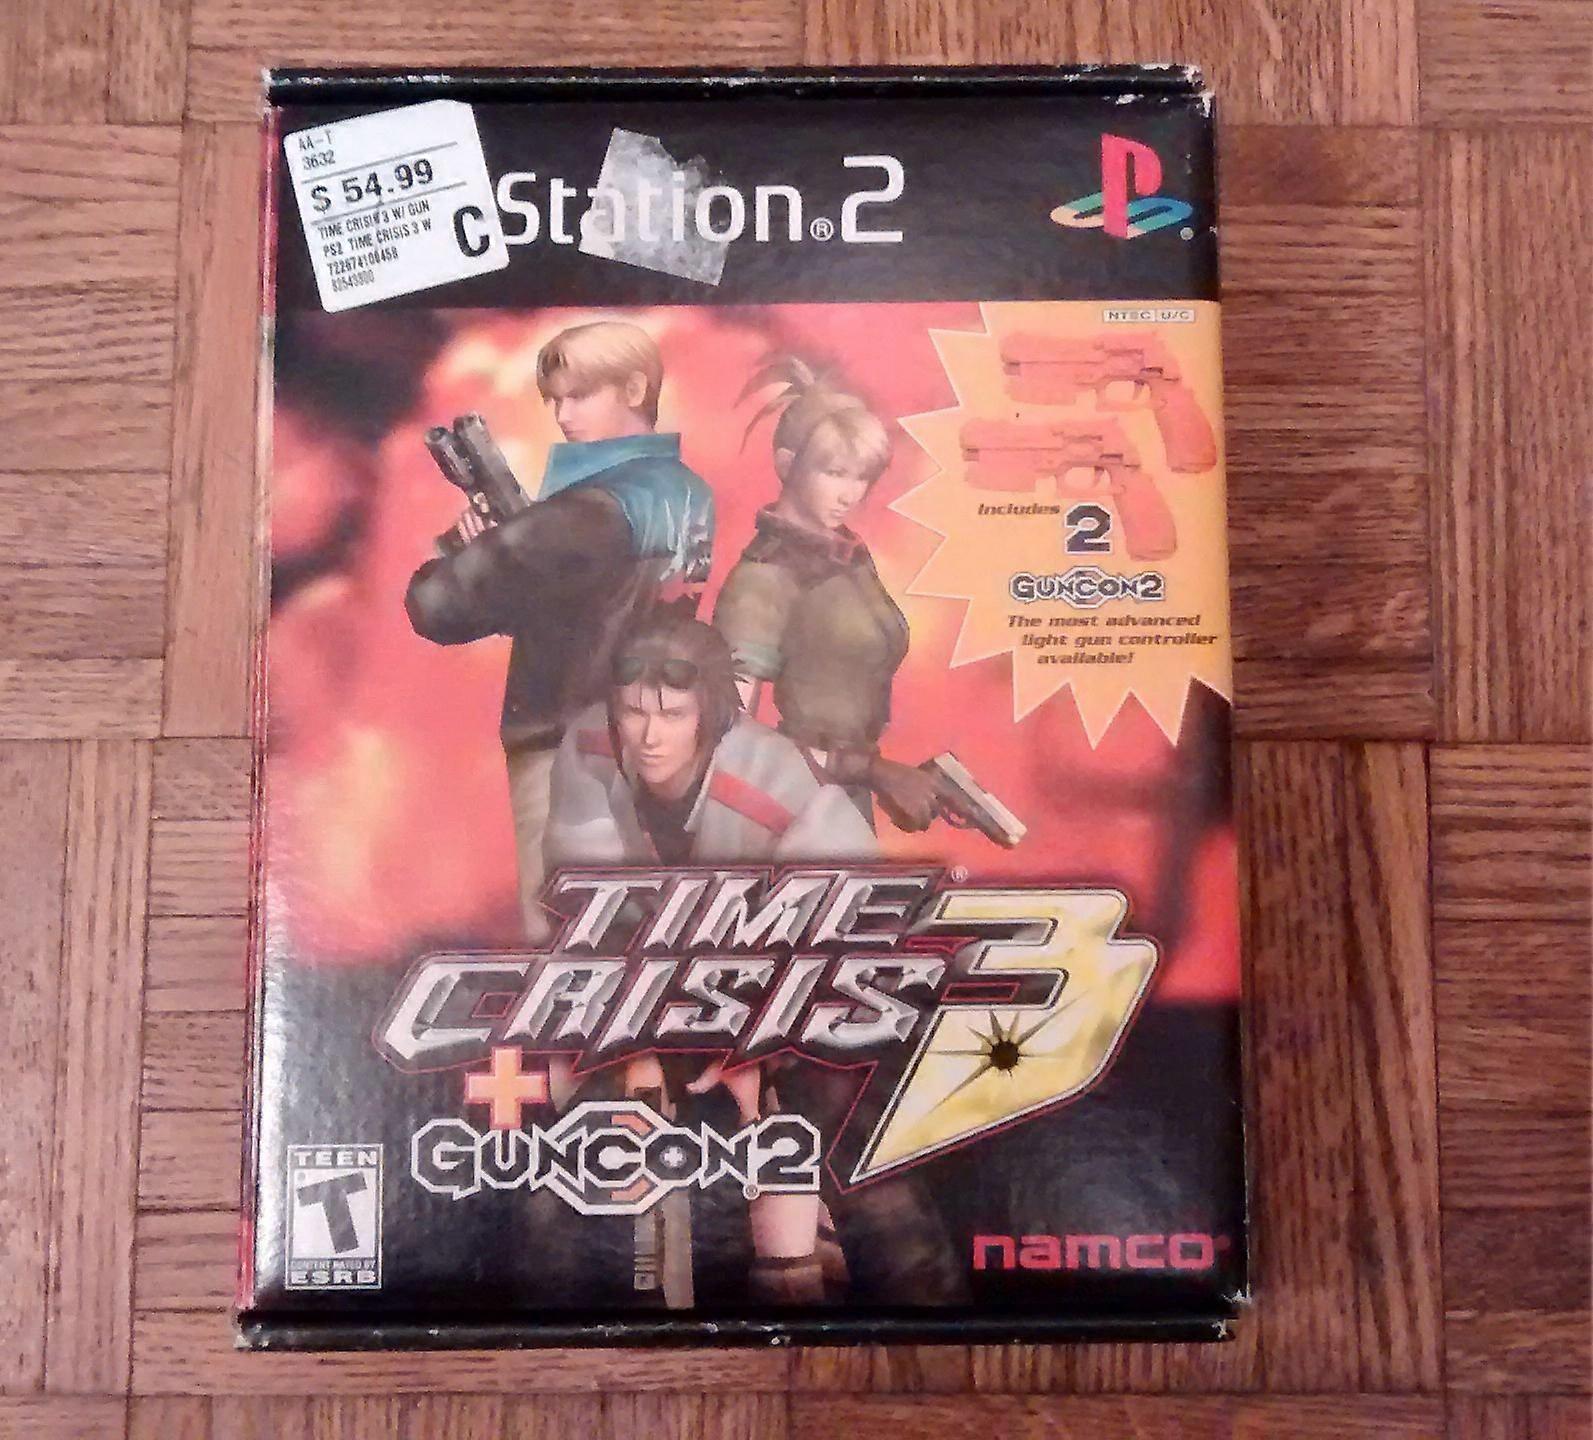 AA-T
3632
$ 54.99
TIME CRISIS 3 W/ GUN
PS2 TIME CRISIS 3 W
722674100458
C
Station®2
NTSC U/C
Includes
2
GUNCON2
The most advanced
light gun controller
available!
TIME®
CRISIS 3
+
GUNCON®2
TEEN
T
CONTENT RATED BY
ESRB
namco